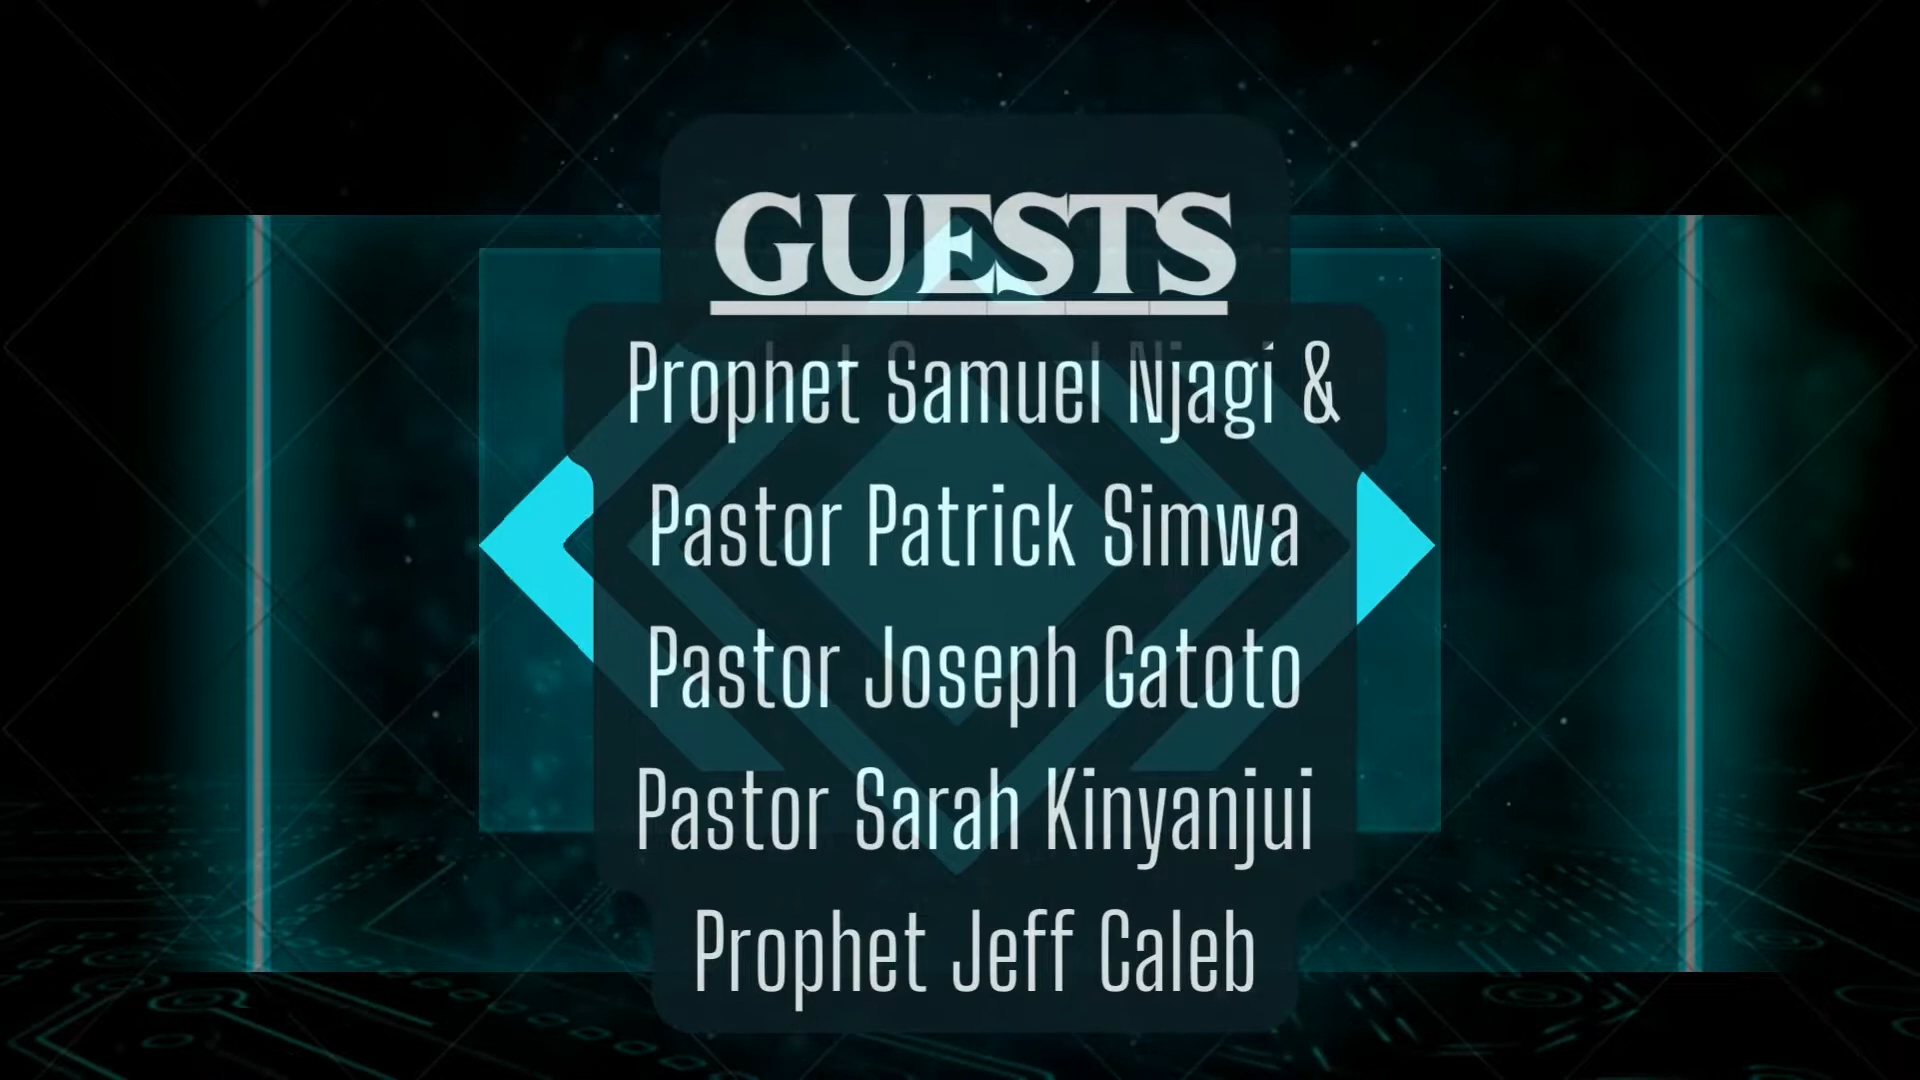 GUESTS
Prophet Samuel Njagi &
Pastor Patrick Simwa
Pastor Joseph Gatoto
Pastor Sarah Kinyanjui
Prophet Jeff Caleb